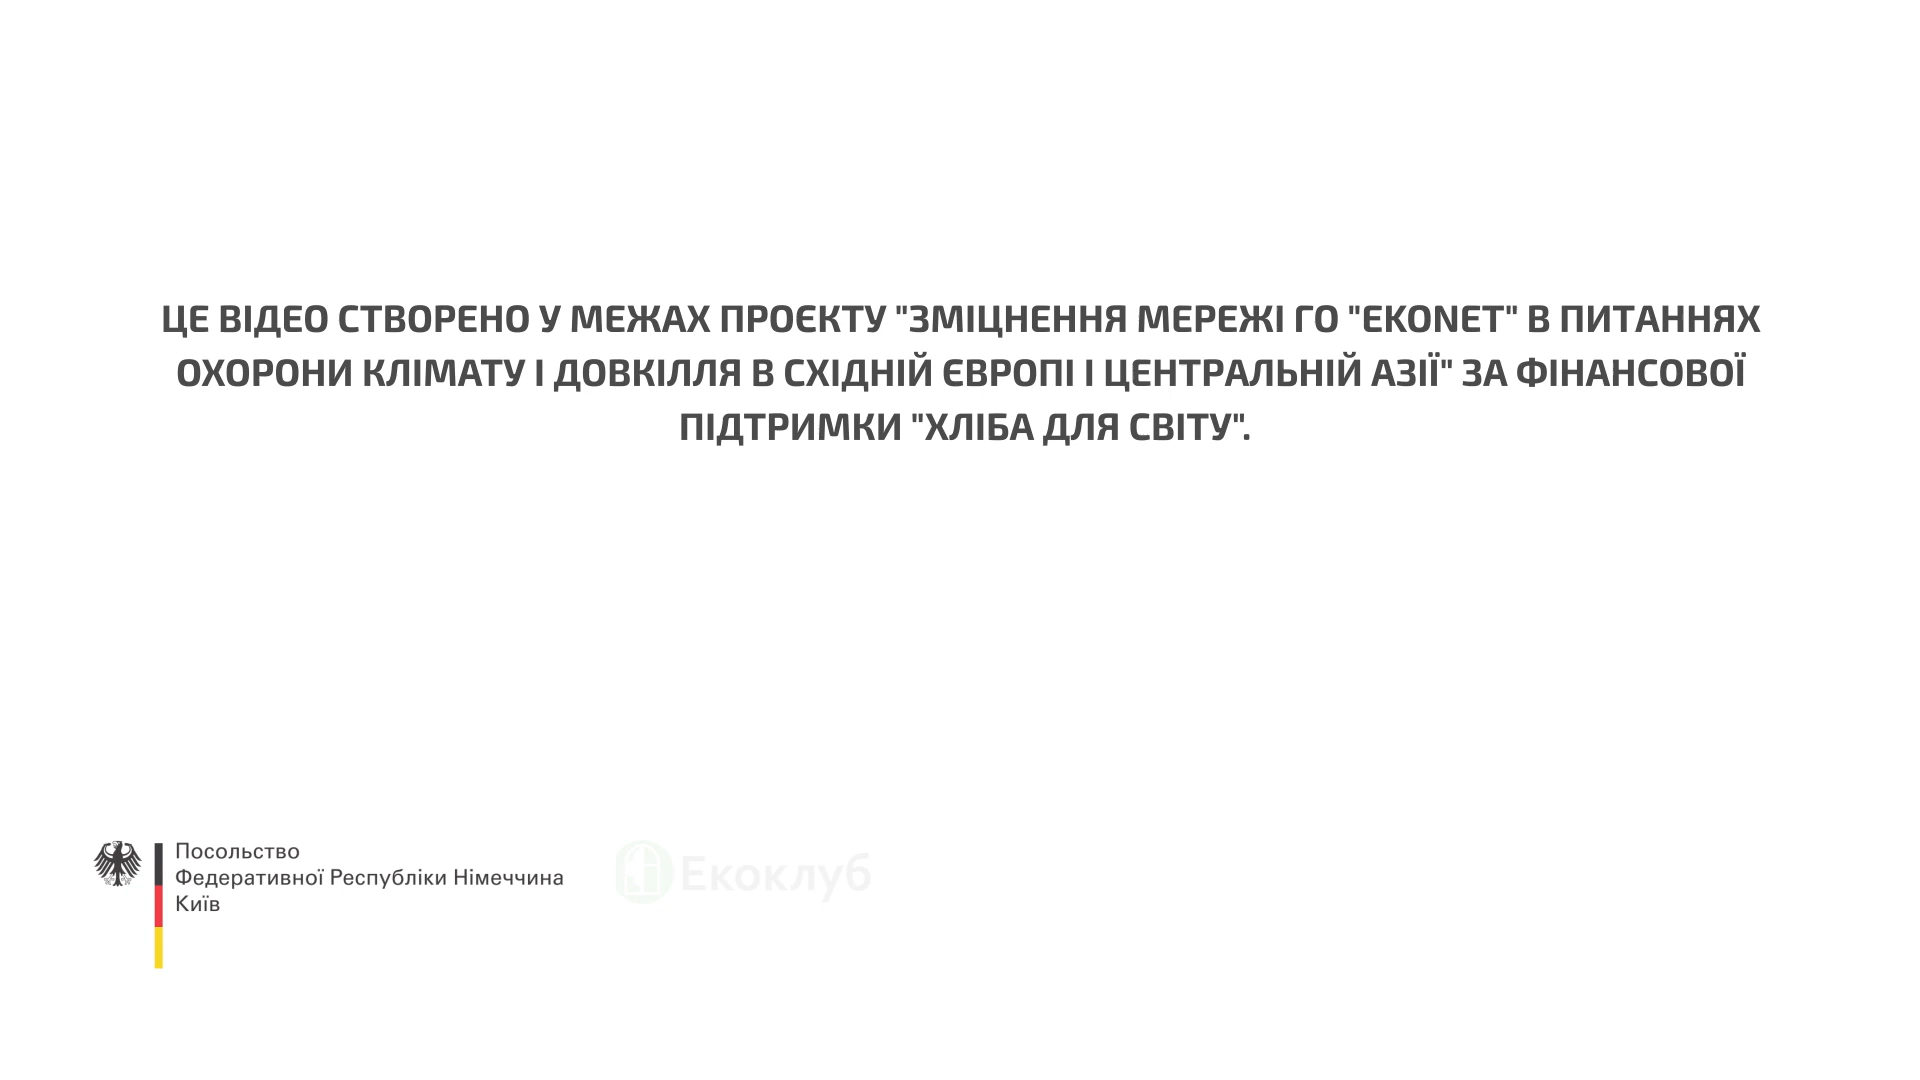 ЦЕ ВІДЕО СТВОРЕНО У МЕЖАХ ПРОЄКТУ "ЗМІЦНЕННЯ МЕРЕЖІ ГО "EKONET" В ПИТАННЯХ
ОХОРОНИ КЛІМАТУ І ДОВКІЛЛЯ В СХІДНІЙ ЄВРОПІ І ЦЕНТРАЛЬНІЙ АЗІЇ" ЗА ФІНАНСОВОЇ
ПІДТРИМКИ "ХЛІБА ДЛЯ СВІТУ".
Посольство
Федеративної Республіки Німеччина
Київ
Екоклуб